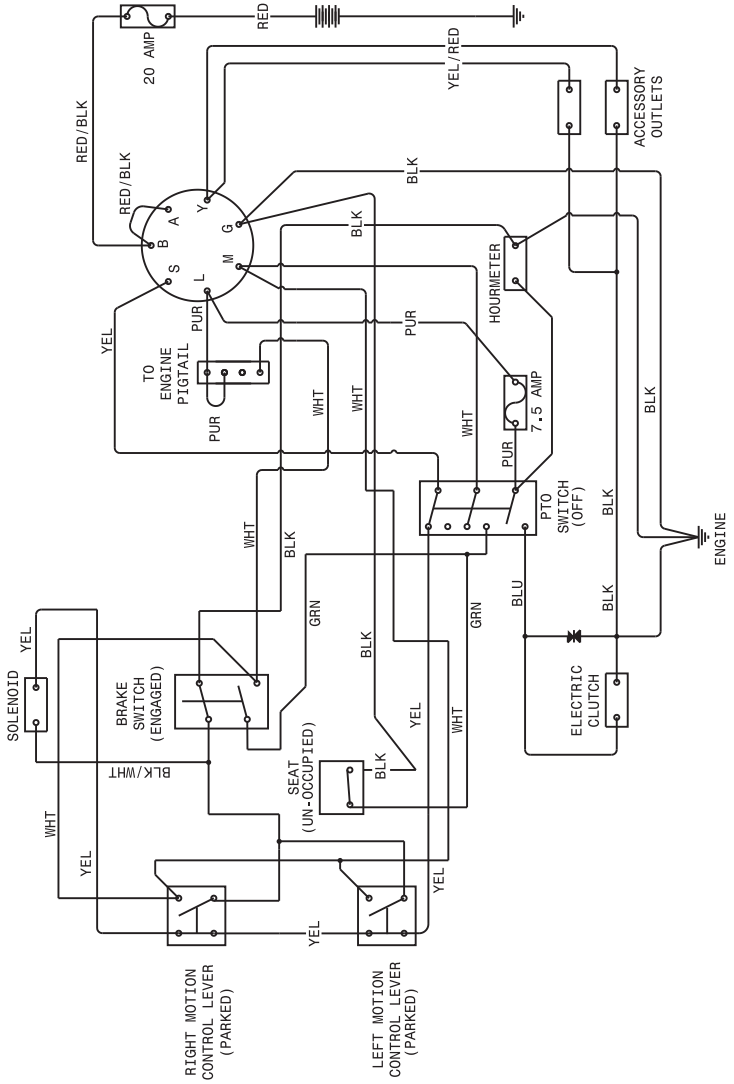 RED
20 AMP
YEL/RED
RED/BLK
ACCESSORY
OUTLETS
RED/BLK
A
Y
BLK
B
G
BLK
S
M
L
HOURMETER
PUR
YEL
PUR
TO
ENGINE
PIGTAIL
7.5 AMP
WHT
WHT
BLK
PUR
WHT
PUR
PTO
SWITCH
(OFF)
BLK
WHT
BLK
ENGINE
BLU
BLK
GRN
GRN
YEL
BLK
SOLENOID
BRAKE
SWITCH
(ENGAGED)
ELECTRIC
CLUTCH
YEL
WHT
BLK/WHT
SEAT
(UN-OCCUPIED)
BLK
WHT
YEL
YEL
YEL
RIGHT MOTION
CONTROL LEVER
(PARKED)
LEFT MOTION
CONTROL LEVER
(PARKED)